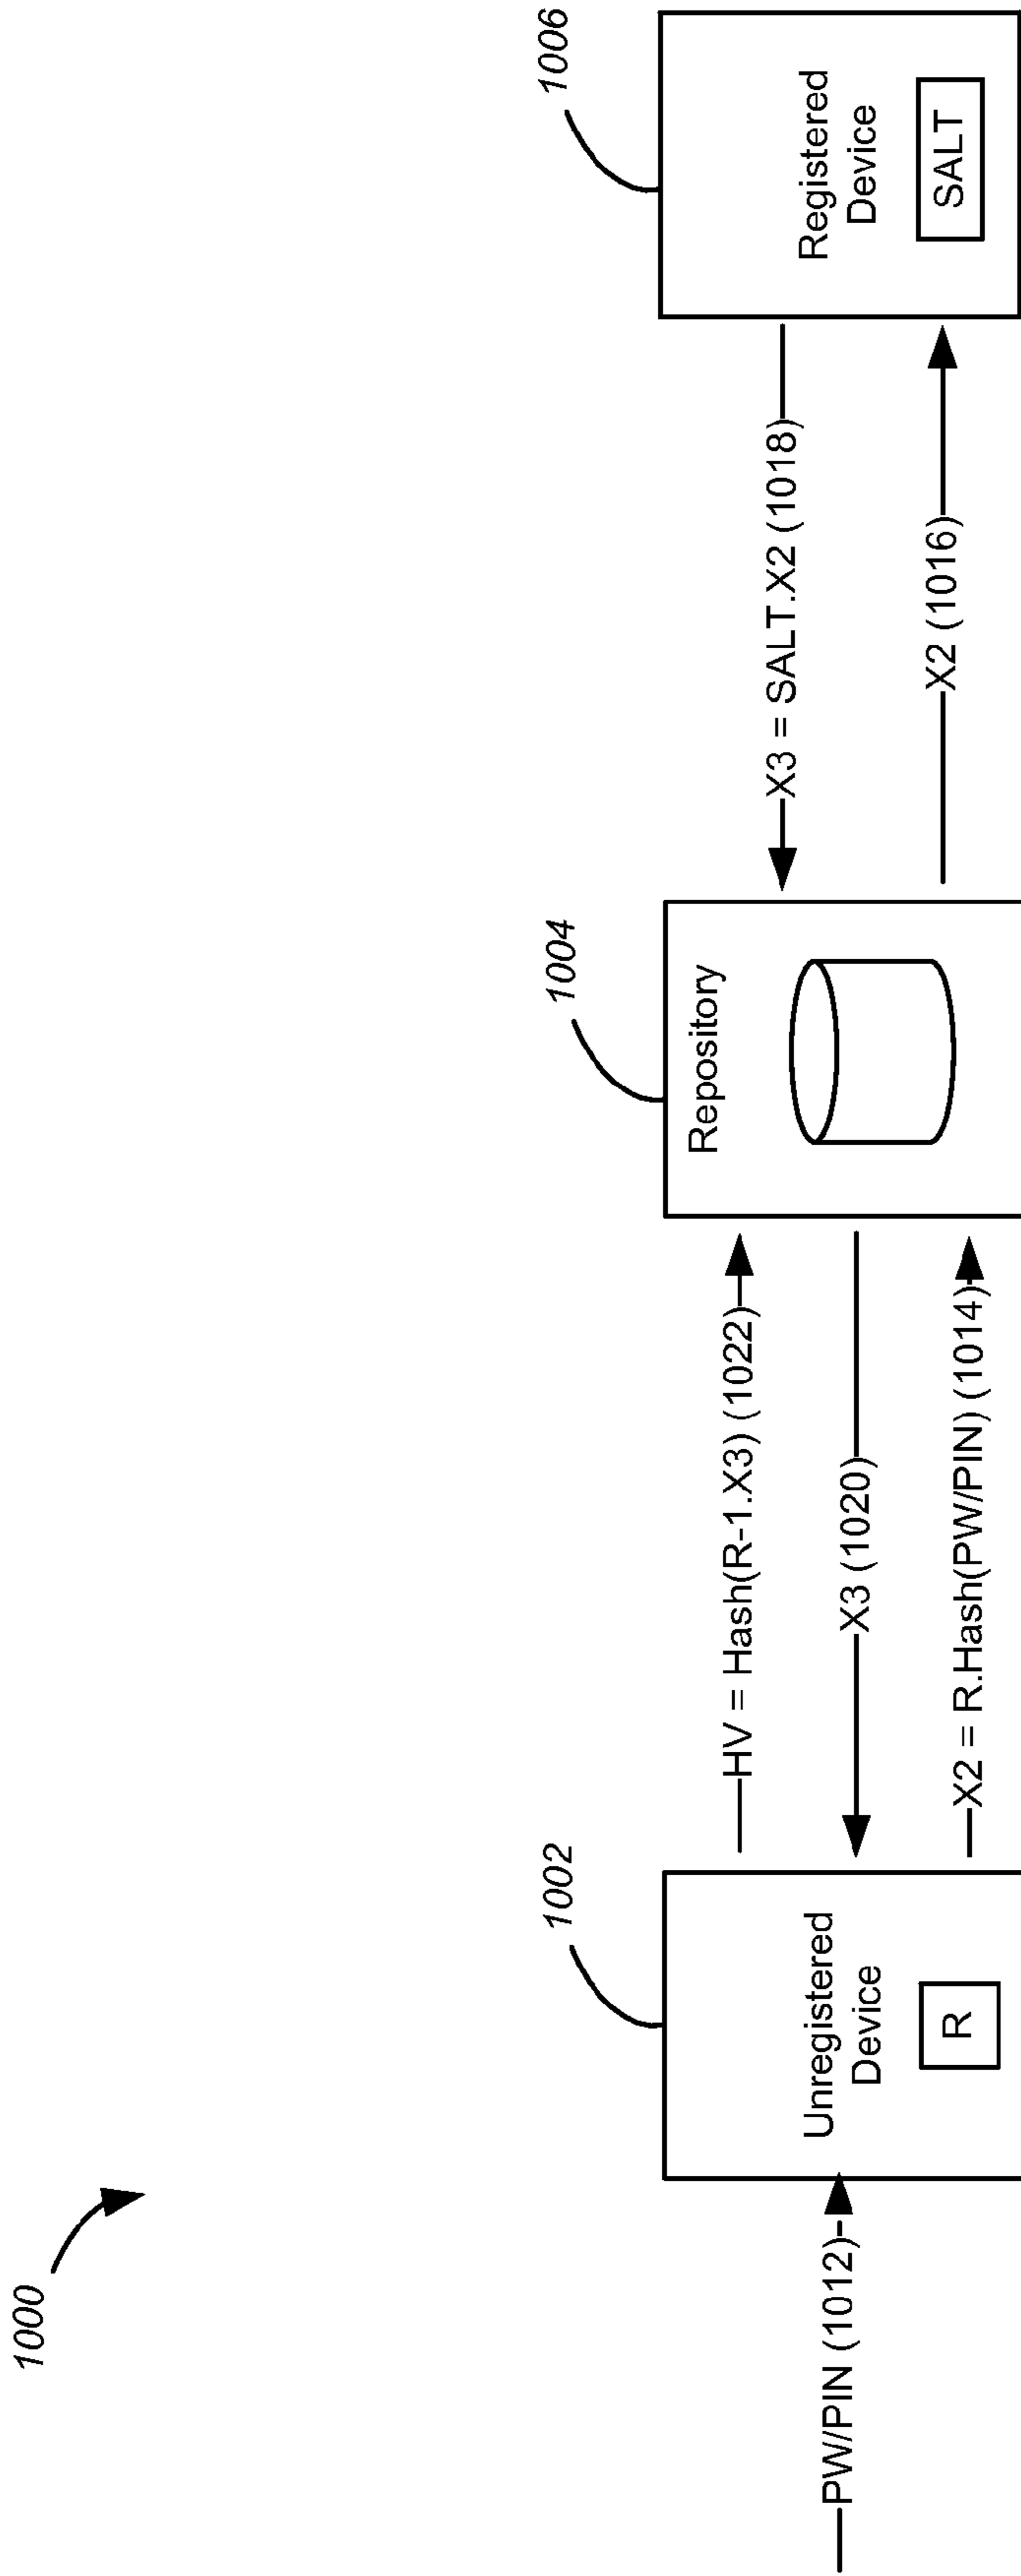 1000
1002
1004
1006
PW/PIN (1012)
Unregistered
Device
R
HV = Hash(R-1.X3) (1022)
X3 (1020)
X2 = R.Hash(PW/PIN) (1014)
Repository
X3 = SALT.X2 (1018)
X2 (1016)
Registered
Device
SALT